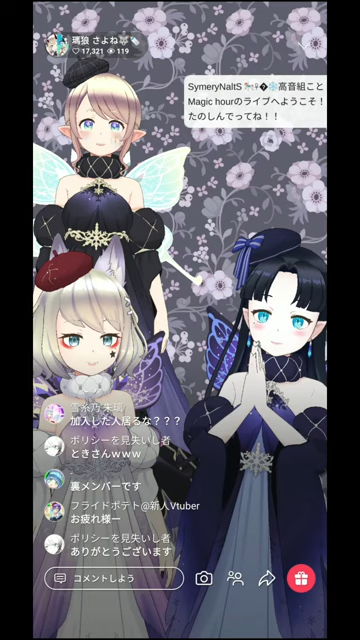 瑪狼 さよね
♡ 17,321 119
SymeryNaltS 高音組こと
Magic hourのライブへようこそ!
たのしんでってね!!
雪希乃 朱璃
加入した人居るな???
ポリシーを見失いし者
ときさんｗｗｗ
裏メンバーです
フライドポテト@新人Vtuber
お疲れ様ー
ポリシーを見失いし者
ありがとうございます
コメントしよう